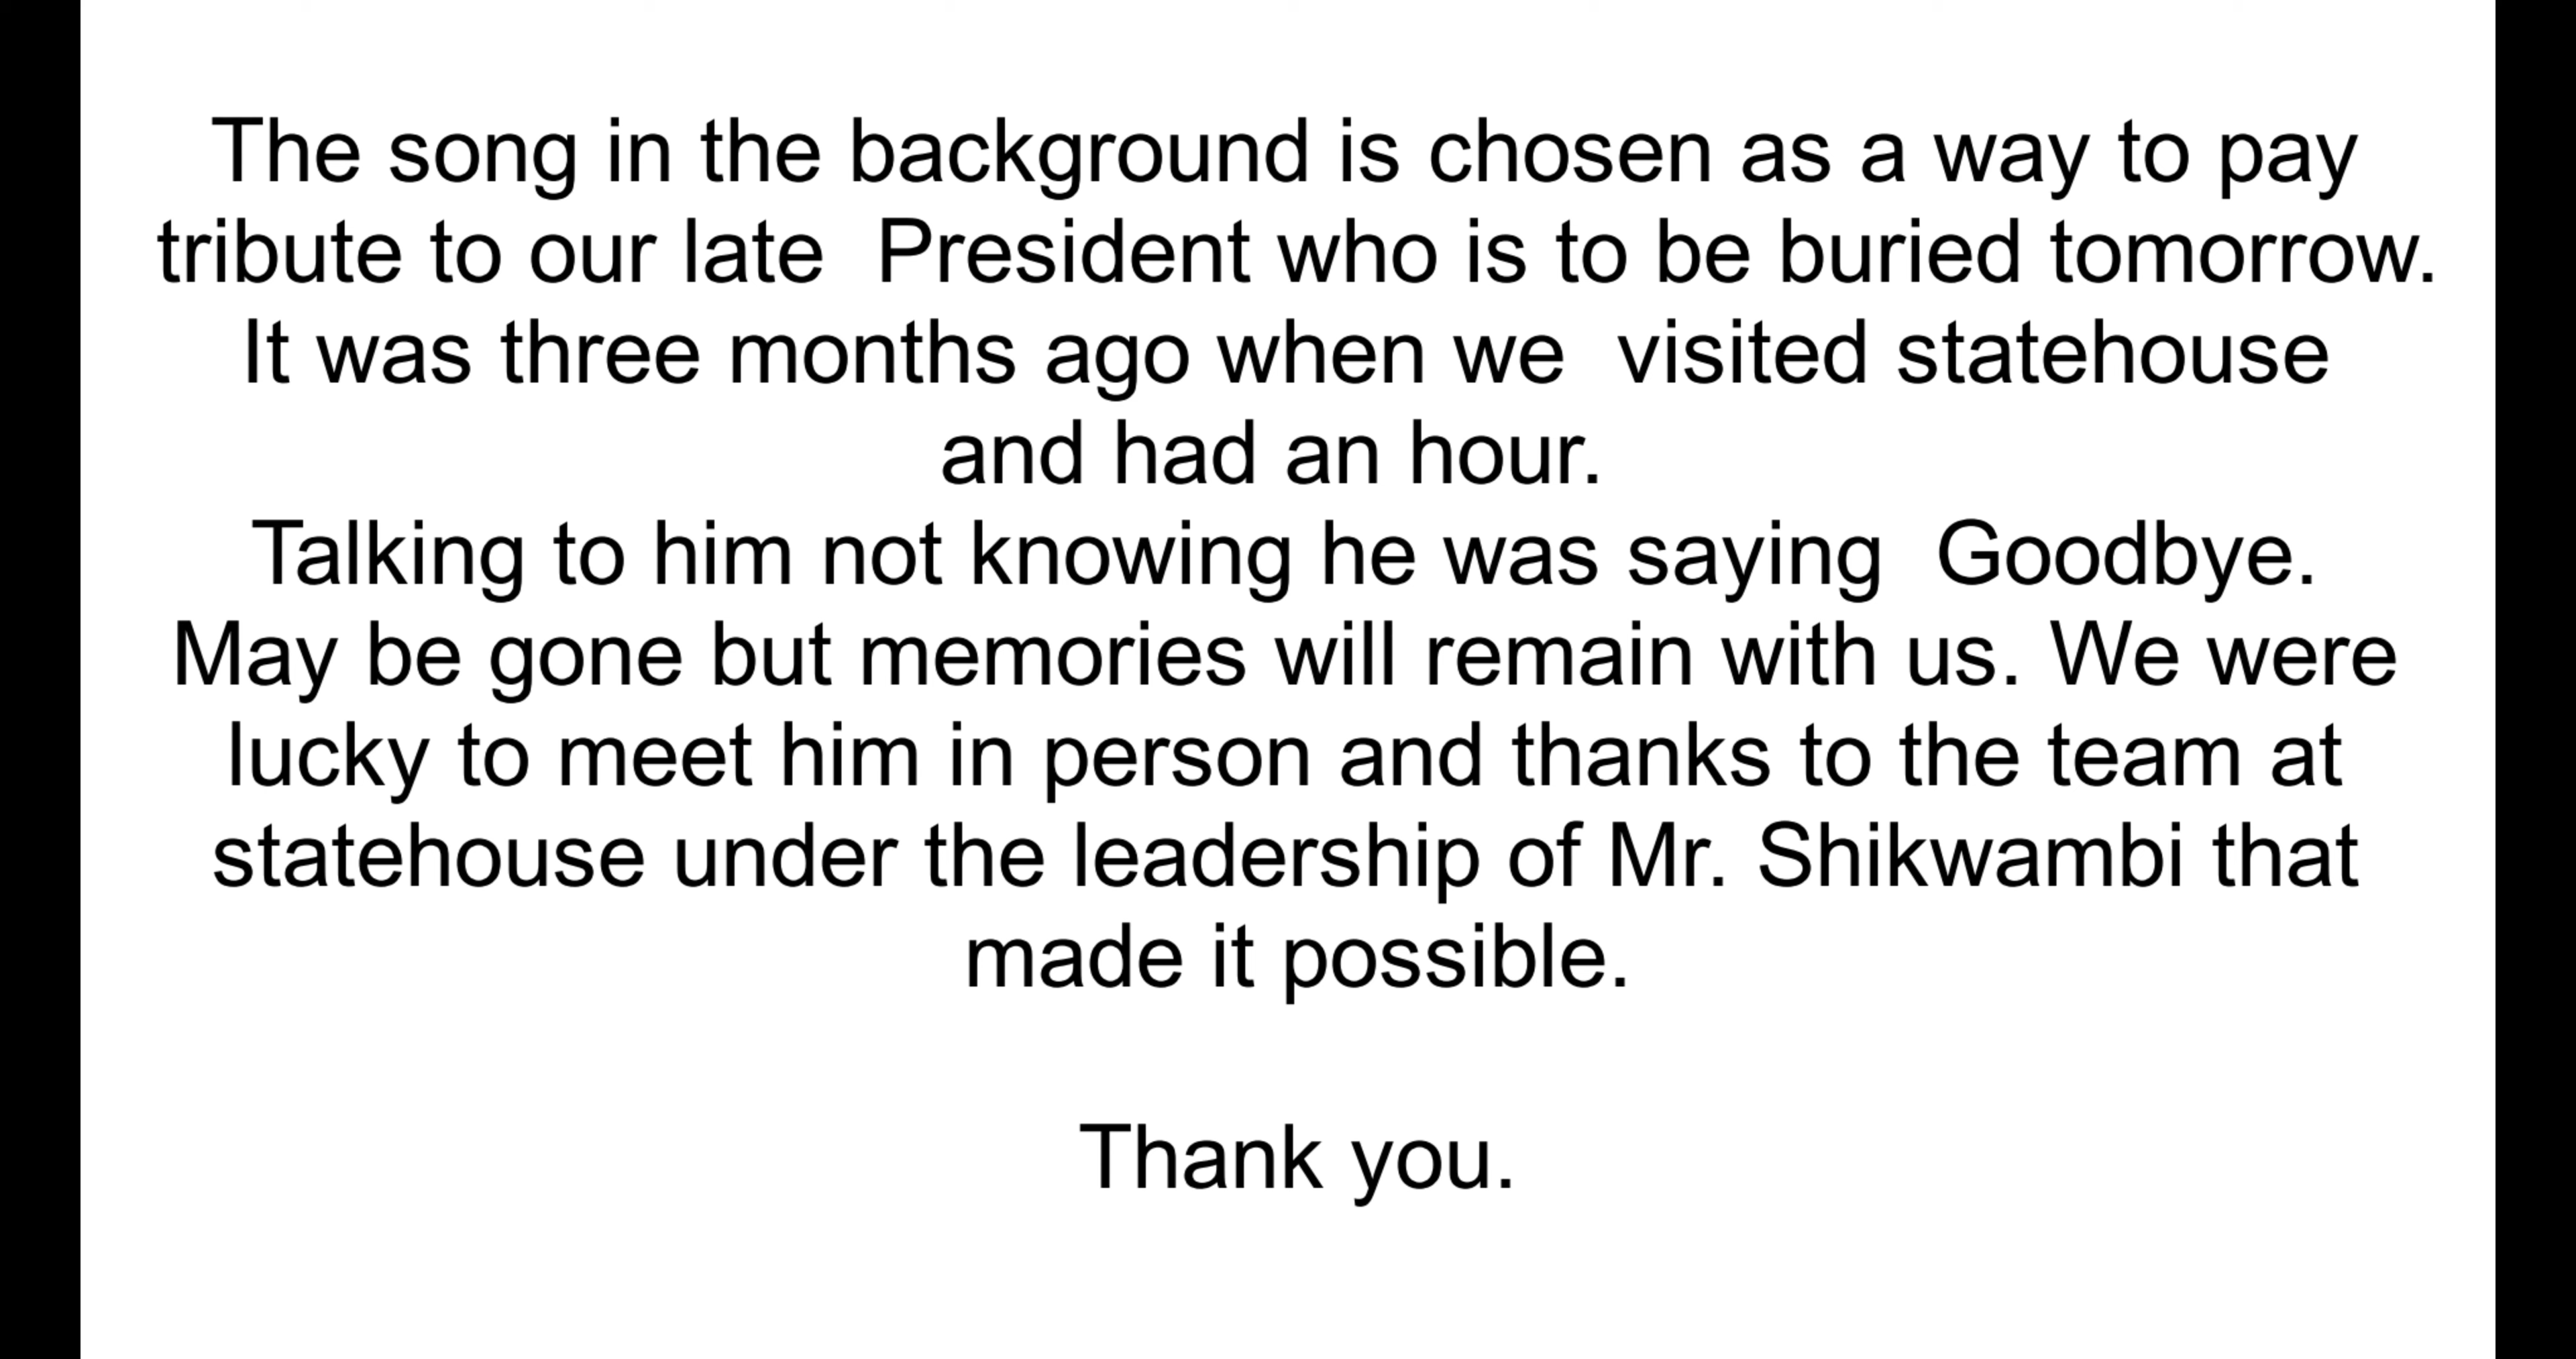 The song in the background is chosen as a way to pay
tribute to our late  President who is to be buried tomorrow.
It was three months ago when we  visited statehouse
and had an hour.
Talking to him not knowing he was saying  Goodbye.
May be gone but memories will remain with us. We were
lucky to meet him in person and thanks to the team at
statehouse under the leadership of Mr. Shikwambi that
made it possible.
Thank you.